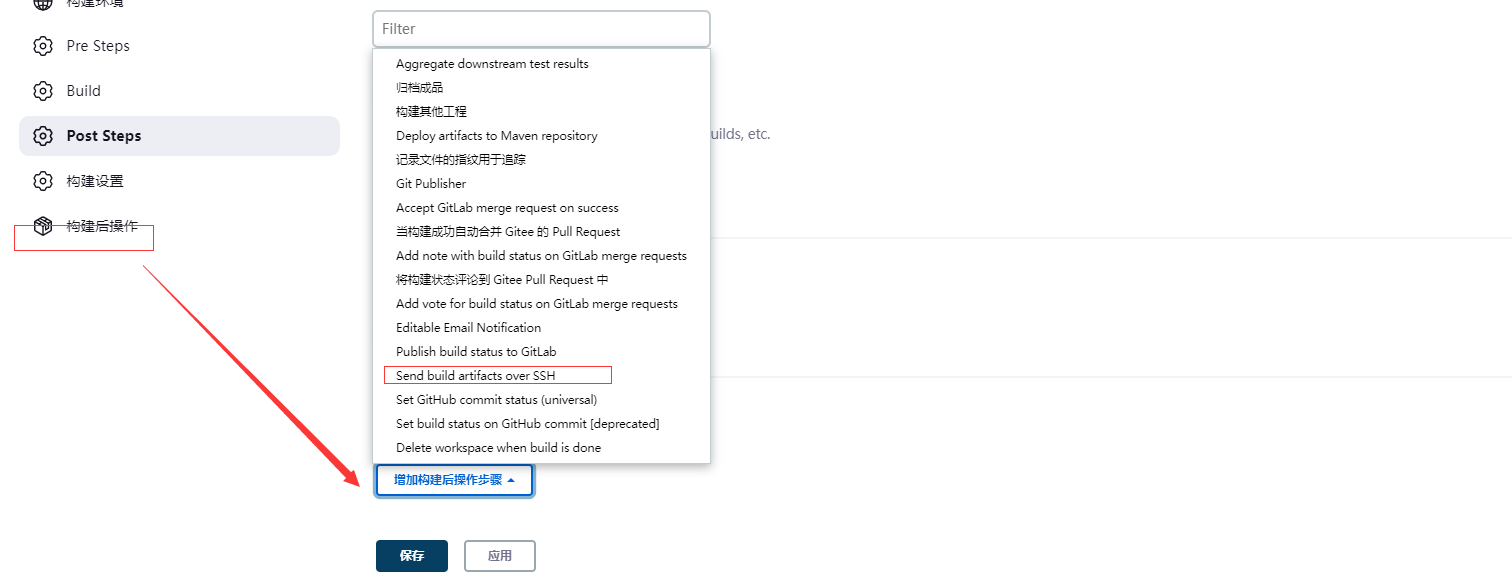 构建环境
Pre Steps
Build
Post Steps
构建设置
构建后操作
Filter
Aggregate downstream test results
归档成品
构建其他工程
Deploy artifacts to Maven repository
记录文件的指纹用于追踪
Git Publisher
Accept GitLab merge request on success
当构建成功自动合并 Gitee 的 Pull Request
Add note with build status on GitLab merge requests
将构建状态评论到 Gitee Pull Request 中
Add vote for build status on GitLab merge requests
Editable Email Notification
Publish build status to GitLab
Send build artifacts over SSH
Set GitHub commit status (universal)
Set build status on GitHub commit [deprecated]
Delete workspace when build is done
uilds, etc.
增加构建后操作步骤
保存
应用